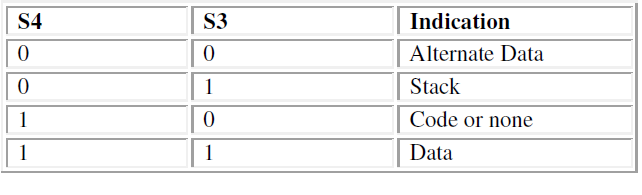 S4 S3 Indication
0 0 Alternate Data
0 1 Stack
1 0 Code or none
1 1 Data